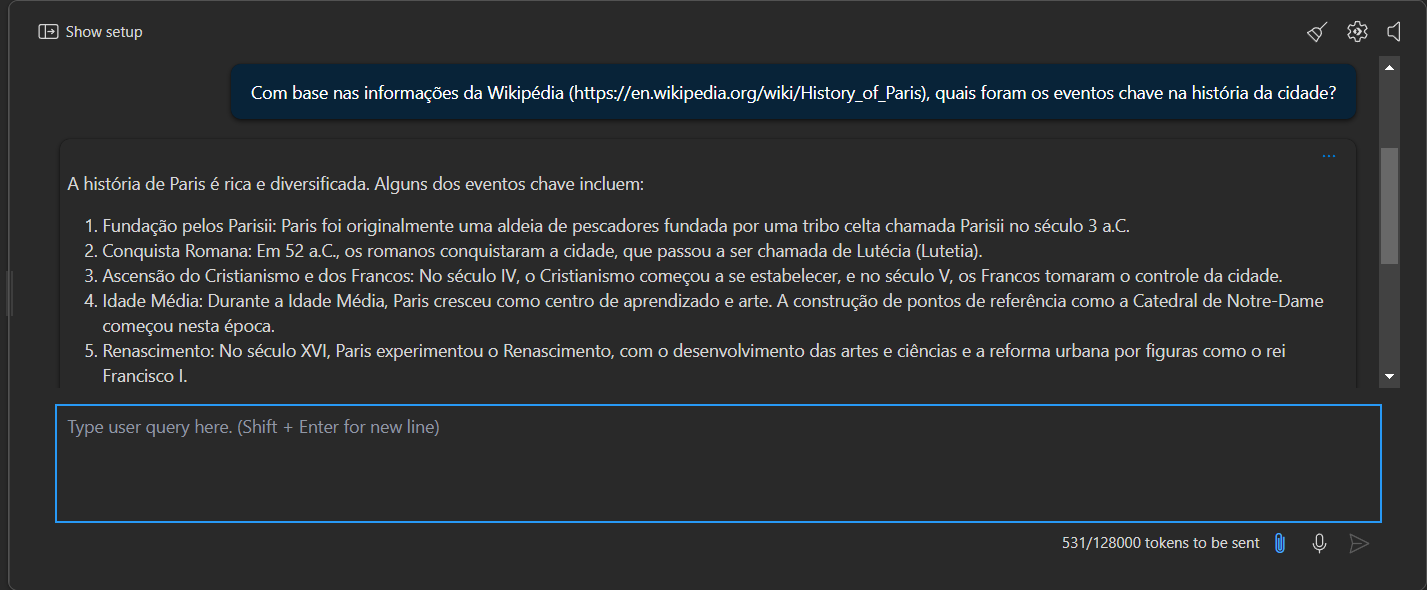 Show setup
Com base nas informações da Wikipédia (https://en.wikipedia.org/wiki/History_of_Paris), quais foram os eventos chave na história da cidade?
...
A história de Paris é rica e diversificada. Alguns dos eventos chave incluem:
1. Fundação pelos Parisii: Paris foi originalmente uma aldeia de pescadores fundada por uma tribo celta chamada Parisii no século 3 a.C.
2. Conquista Romana: Em 52 a.C., os romanos conquistaram a cidade, que passou a ser chamada de Lutécia (Lutetia).
3. Ascensão do Cristianismo e dos Francos: No século IV, o Cristianismo começou a se estabelecer, e no século V, os Francos tomaram o controle da cidade.
4. Idade Média: Durante a Idade Média, Paris cresceu como centro de aprendizado e arte. A construção de pontos de referência como a Catedral de Notre-Dame
começou nesta época.
5. Renascimento: No século XVI, Paris experimentou o Renascimento, com o desenvolvimento das artes e ciências e a reforma urbana por figuras como o rei
Francisco I.
Type user query here. (Shift + Enter for new line)
531/128000 tokens to be sent